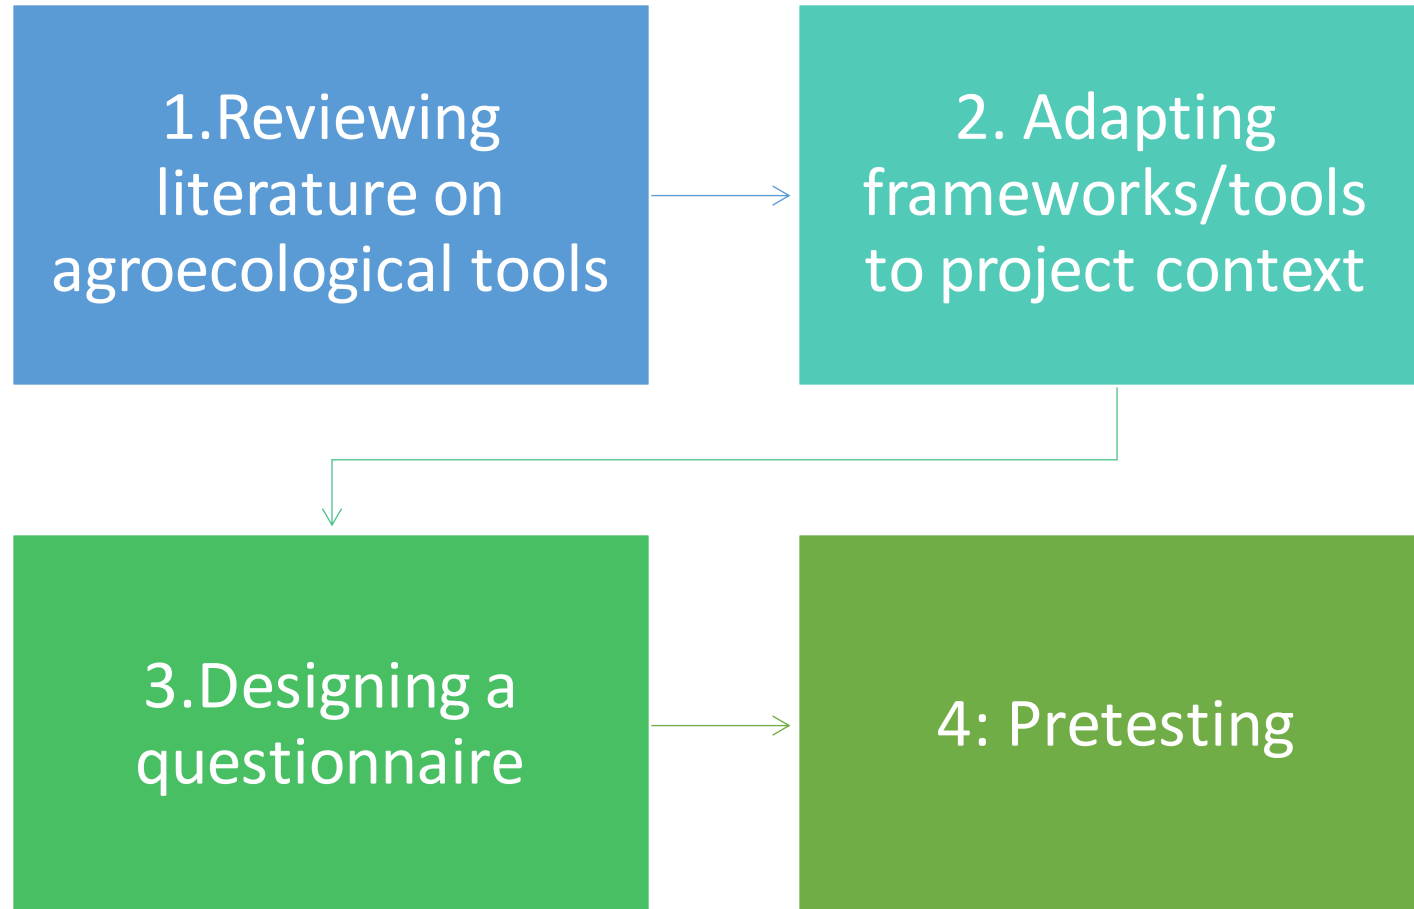 1.Reviewing
literature on
agroecological tools
2. Adapting
frameworks/tools
to project context
3.Designing a
questionnaire
4: Pretesting